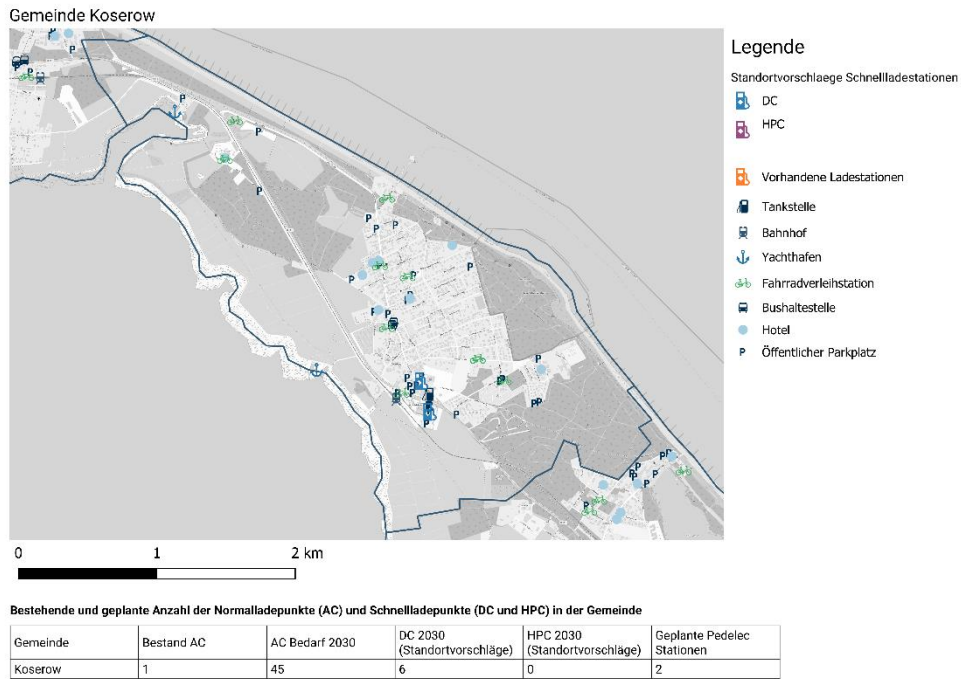 Gemeinde Koserow
Legende
Standortvorschlaege Schnellladestationen
DC
HPC
Vorhandene Ladestationen
Tankstelle
Bahnhof
Yachthafen
Fahrradverleihstation
Bushaltestelle
Hotel
P Öffentlicher Parkplatz
0 1 2 km
Bestehende und geplante Anzahl der Normalladepunkte (AC) und Schnellladepunkte (DC und HPC) in der Gemeinde
Gemeinde Bestand AC AC Bedarf 2030 DC 2030 (Standortvorschläge) HPC 2030 (Standortvorschläge) Geplante Pedelec Stationen
Koserow 1 45 6 0 2